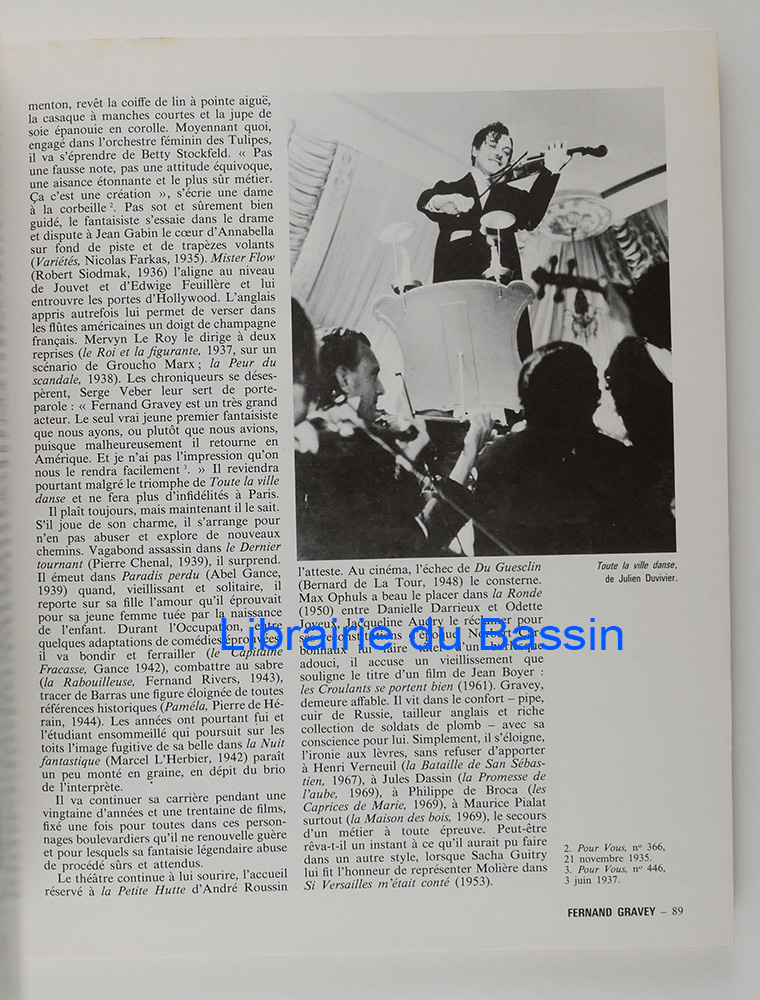 menton, revêt la coiffe de lin à pointe aiguë,
la casaque à manches courtes et la jupe de
soie épanouie en corolle. Moyennant quoi,
engagé dans l'orchestre féminin des Tulipes,
il va s'éprendre de Betty Stockfeld. « Pas
une fausse note, pas une attitude équivoque,
une aisance étonnante et le plus sûr métier.
Ça c'est une création », s'écrie une dame
à la corbeille 2. Pas sot et sûrement bien
guidé, le fantaisiste s'essaie dans le drame
et dispute à Jean Gabin le cœur d'Annabella
sur fond de piste et de trapèzes volants
(Variétés, Nicolas Farkas, 1935). Mister Flow
(Robert Siodmak, 1936) l'aligne au niveau
de Jouvet et d'Edwige Feuillère et lui
entrouvre les portes d'Hollywood. L'anglais
appris autrefois lui permet de verser dans
les flûtes américaines un doigt de champagne
français. Mervyn Le Roy le dirige à deux
reprises (le Roi et la figurante, 1937, sur un
scénario de Groucho Marx ; la Peur du
scandale, 1938). Les chroniqueurs se déses-
pèrent, Serge Veber leur sert de porte-
parole : « Fernand Gravey est un très grand
acteur. Le seul vrai jeune premier fantaisiste
que nous ayons, ou plutôt que nous avions,
puisque malheureusement il retourne en
Amérique. Et je n'ai pas l'impression qu'on
nous le rendra facilement 3. » Il reviendra
pourtant malgré le triomphe de Toute la ville
danse et ne fera plus d'infidélités à Paris.
Il plaît toujours, mais maintenant il le sait.
S'il joue de son charme, il s'arrange pour
n'en pas abuser et explore de nouveaux
chemins. Vagabond assassin dans le Dernier
tournant (Pierre Chenal, 1939), il surprend.
Il émeut dans Paradis perdu (Abel Gance,
1939) quand, vieillissant et solitaire, il
reporte sur sa fille l'amour qu'il éprouvait
pour sa jeune femme tuée par la naissance
de l'enfant. Durant l'Occupation, entre
quelques adaptations de comédies éprouvées,
il va bondir et ferrailler (le Capitaine
Fracasse, Gance 1942), combattre au sabre
(la Rabouilleuse, Fernand Rivers, 1943),
tracer de Barras une figure éloignée de toutes
références historiques (Paméla, Pierre de Hé-
rain, 1944). Les années ont pourtant fui et
l'étudiant ensommeillé qui poursuit sur les
toits l'image fugitive de sa belle dans la Nuit
fantastique (Marcel L'Herbier, 1942) paraît
un peu monté en graine, en dépit du brio
de l'interprète.
Il va continuer sa carrière pendant une
vingtaine d'années et une trentaine de films,
fixé une fois pour toutes dans ces person-
nages boulevardiers qu'il ne renouvelle guère
et pour lesquels sa fantaisie légendaire abuse
de procédé sûrs et attendus.
Le théâtre continue à lui sourire, l'accueil
réservé à la Petite Hutte d'André Roussin
l'atteste. Au cinéma, l'échec de Du Guesclin
(Bernard de La Tour, 1948) le consterne.
Max Ophuls a beau le placer dans la Ronde
(1950) entre Danielle Darrieux et Odette
Joyeux, Jacqueline Audry le réclamer pour
ses reconstitutions d'époque, Norbert Car-
bonnaux lui faire d'un
adouci, il accuse un vieillissement que
souligne le titre d'un film de Jean Boyer :
les Croulants se portent bien (1961). Gravey,
demeure affable. Il vit dans le confort – pipe,
cuir de Russie, tailleur anglais et riche
collection de soldats de plomb – avec sa
conscience pour lui. Simplement, il s'éloigne,
l'ironie aux lèvres, sans refuser d'apporter
à Henri Verneuil (la Bataille de San Sébas-
tien, 1967), à Jules Dassin (la Promesse de
l'aube, 1969), à Philippe de Broca (les
Caprices de Marie, 1969), à Maurice Pialat
surtout (la Maison des bois, 1969), le secours
d'un métier à toute épreuve. Peut-être
rêva-t-il un instant à ce qu'il aurait pu faire
dans un autre style, lorsque Sacha Guitry
lui fit l'honneur de représenter Molière dans
Si Versailles m'était conté (1953).
Toute la ville danse,
de Julien Duvivier.
2. Pour Vous, n° 366,
21 novembre 1935.
3. Pour Vous, n° 446,
3 juin 1937.
FERNAND GRAVEY – 89
Librairie du Bassin